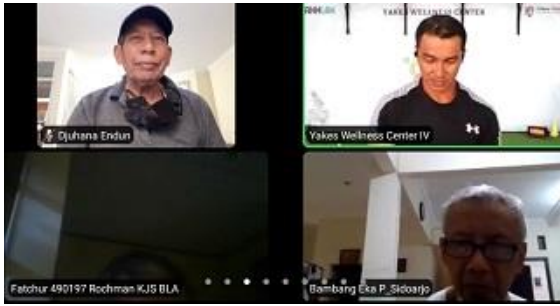 YAKES WELLNESS CENTER
Djuhana Endun
Yakes Wellness Center IV
Fatchur 490197 Rochman KJS BLA
Bambang Eka P_Sidoarjo